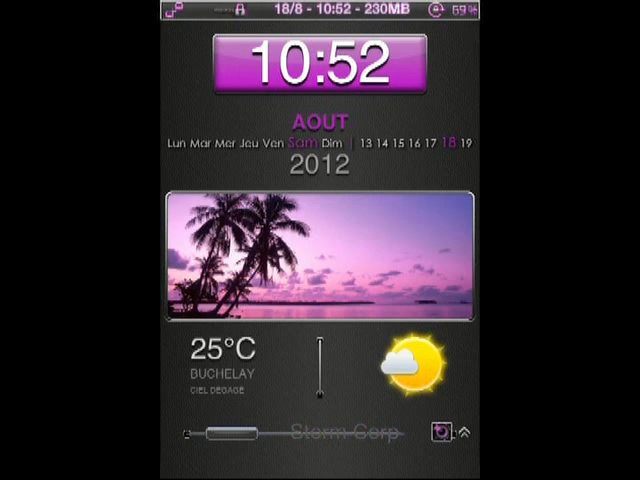 18/8 - 10:52 - 230MB 69%
10:52
AOUT
Lun Mar Mer Jeu Ven Sam Dim | 13 14 15 16 17 18 19
2012
25°C
BUCHELAY
CIEL DÉGAGÉ
Storm Corp